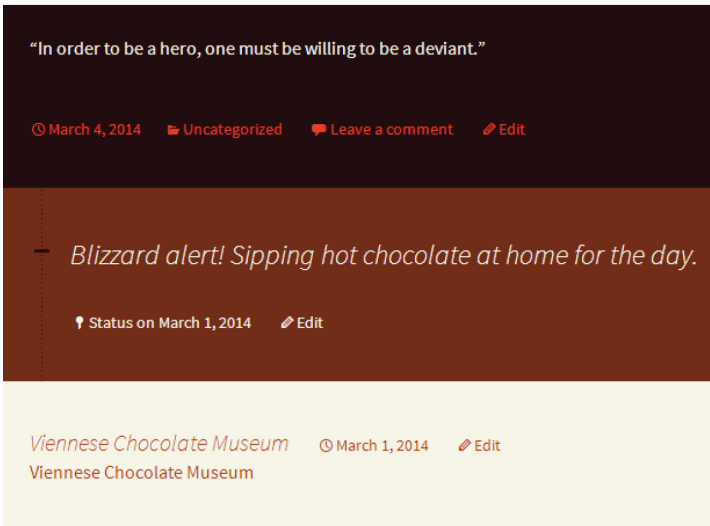 “In order to be a hero, one must be willing to be a deviant.”
March 4, 2014 Uncategorized Leave a comment Edit
Blizzard alert! Sipping hot chocolate at home for the day.
Status on March 1, 2014 Edit
Viennese Chocolate Museum March 1, 2014 Edit
Viennese Chocolate Museum